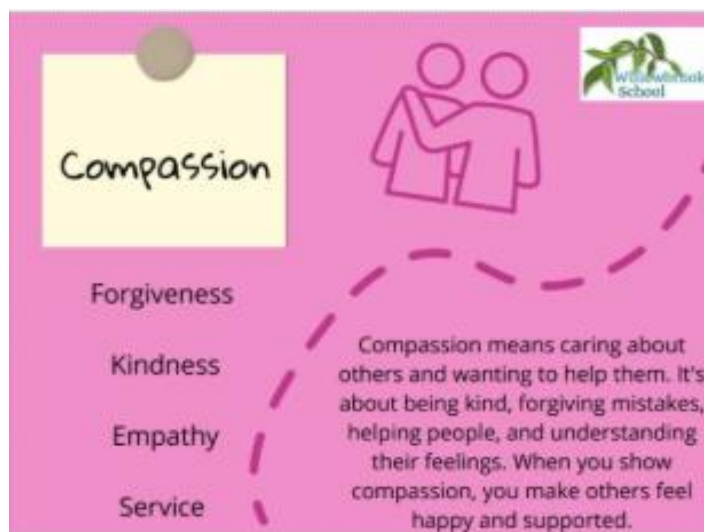 Compassion
Willowbrook
School
Forgiveness
Kindness
Empathy
Service
Compassion means caring about
others and wanting to help them. It's
about being kind, forgiving mistakes,
helping people, and understanding
their feelings. When you show
compassion, you make others feel
happy and supported.